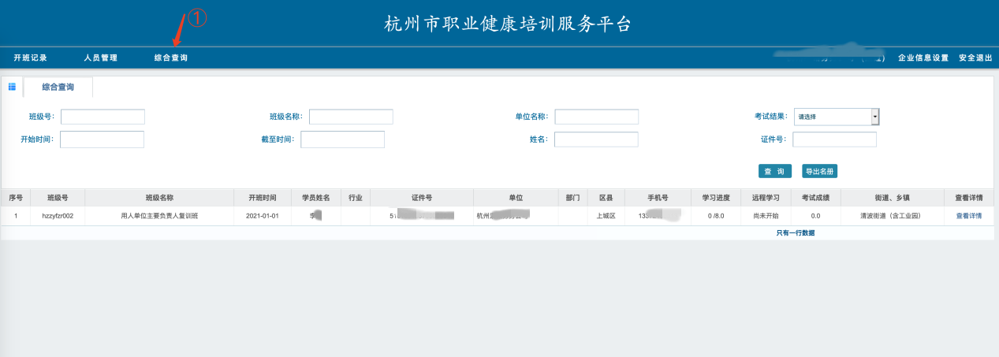 ①
杭州市职业健康培训服务平台
开班记录 人员管理 综合查询 企业信息设置 安全退出
综合查询
班级号： 班级名称： 单位名称： 考试结果： 请选择
开始时间： 截至时间： 姓名： 证件号：
查 询 导出名册
序号 班级号 班级名称 开班时间 学员姓名 行业 证件号 单位 部门 区县 手机号 学习进度 远程学习 考试成绩 街道、乡镇 查看详情
1 hzzyfzr002 用人单位主要负责人复训班 2021-01-01 李 51 杭州 上城区 133 0 /8.0 尚未开始 0.0 清波街道（含工业园） 查看详情
只有一行数据